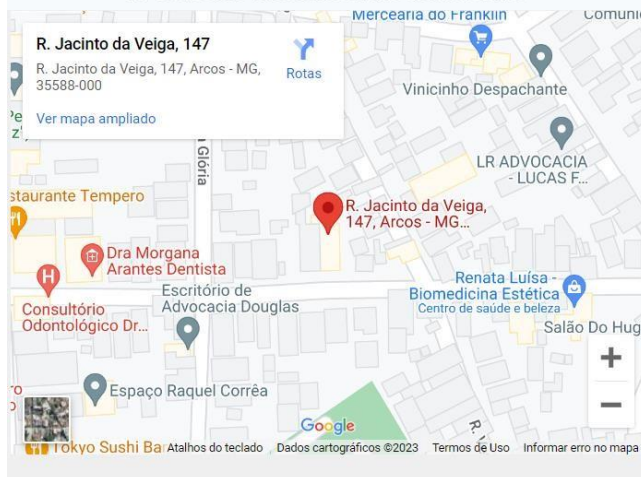 R. Jacinto da Veiga, 147
R. Jacinto da Veiga, 147, Arcos - MG,
35588-000
Rotas
Ver mapa ampliado
Mercearia do Franklin
Comuni
Vinicinho Despachante
LR ADVOCACIA
- LUCAS F...
Glória
staurante Tempero
R. Jacinto da Veiga,
147, Arcos - MG...
Dra Morgana
Arantes Dentista
Renata Luísa -
Biomedicina Estética
Centro de saúde e beleza
Escritório de
Advocacia Douglas
Consultório
Odontológico Dr...
Salão Do Hug
Espaço Raquel Corrêa
Google
Tokyo Sushi Bar
Atalhos do teclado
Dados cartográficos ©2023
Termos de Uso
Informar erro no mapa